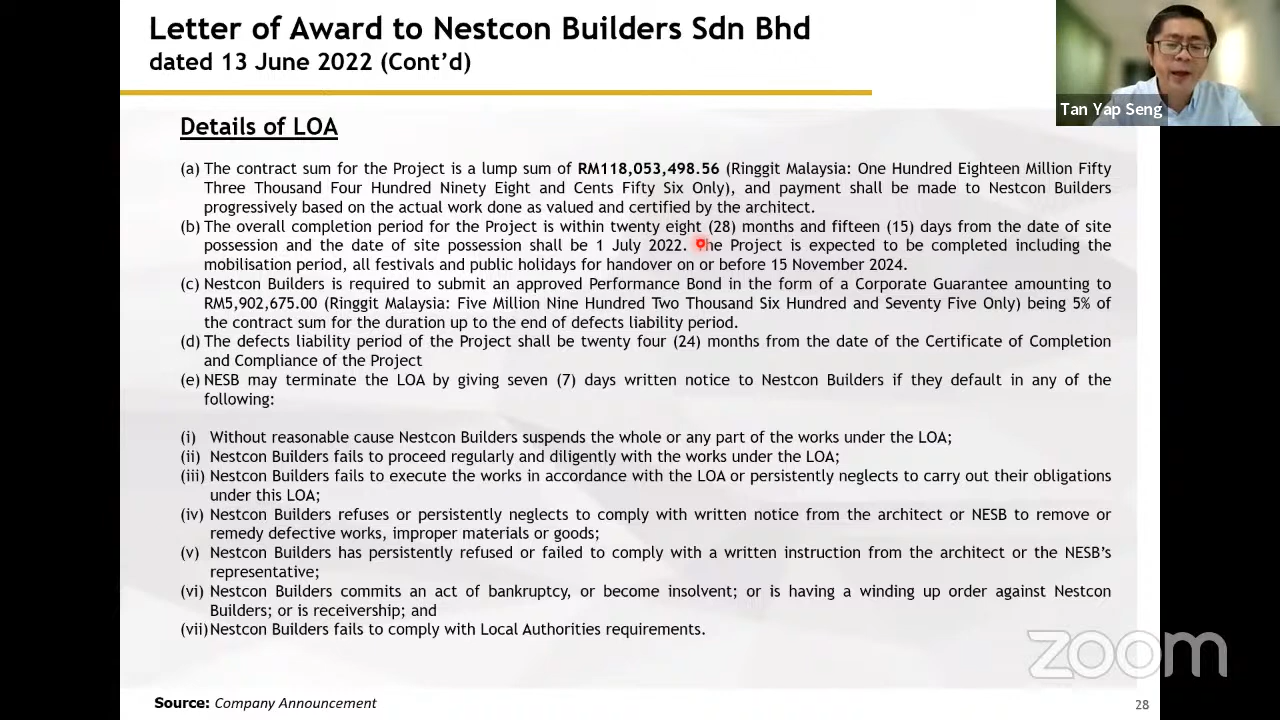 Letter of Award to Nestcon Builders Sdn Bhd
dated 13 June 2022 (Cont'd)
Tan Yap Seng
Details of LOA
(a) The contract sum for the Project is a lump sum of RM118,053,498.56 (Ringgit Malaysia: One Hundred Eighteen Million Fifty
Three Thousand Four Hundred Ninety Eight and Cents Fifty Six Only), and payment shall be made to Nestcon Builders
progressively based on the actual work done as valued and certified by the architect.
(b) The overall completion period for the Project is within twenty eight (28) months and fifteen (15) days from the date of site
possession and the date of site possession shall be 1 July 2022. The Project is expected to be completed including the
mobilisation period, all festivals and public holidays for handover on or before 15 November 2024.
(c) Nestcon Builders is required to submit an approved Performance Bond in the form of a Corporate Guarantee amounting to
RM5,902,675.00 (Ringgit Malaysia: Five Million Nine Hundred Two Thousand Six Hundred and Seventy Five Only) being 5% of
the contract sum for the duration up to the end of defects liability period.
(d) The defects liability period of the Project shall be twenty four (24) months from the date of the Certificate of Completion
and Compliance of the Project
(e) NESB may terminate the LOA by giving seven (7) days written notice to Nestcon Builders if they default in any of the
following:
(i) Without reasonable cause Nestcon Builders suspends the whole or any part of the works under the LOA;
(ii) Nestcon Builders fails to proceed regularly and diligently with the works under the LOA;
(iii) Nestcon Builders fails to execute the works in accordance with the LOA or persistently neglects to carry out their obligations
under this LOA;
(iv) Nestcon Builders refuses or persistently neglects to comply with written notice from the architect or NESB to remove or
remedy defective works, improper materials or goods;
(v) Nestcon Builders has persistently refused or failed to comply with a written instruction from the architect or the NESB's
representative;
(vi) Nestcon Builders commits an act of bankruptcy, or become insolvent; or is having a winding up order against Nestcon
Builders; or is receivership; and
(vii) Nestcon Builders fails to comply with Local Authorities requirements.
zoom
Source: Company Announcement
28